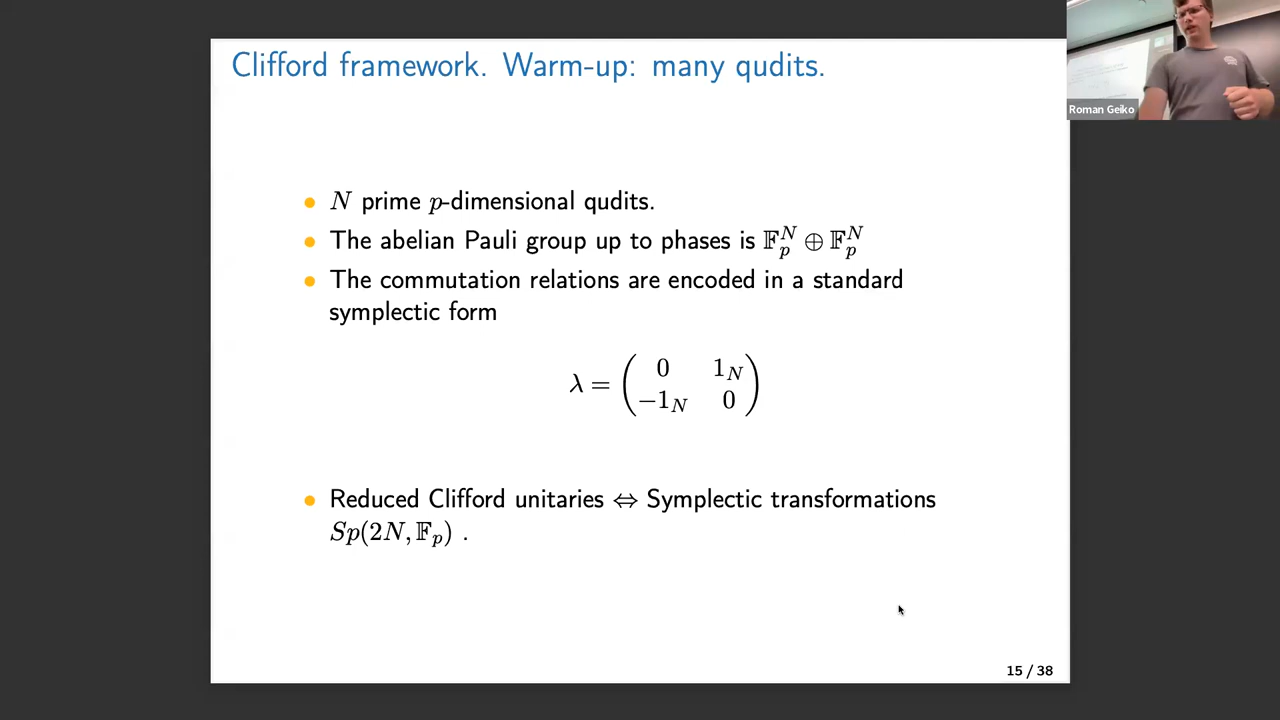 Clifford framework. Warm-up: many qudits.
Roman Geiko
• N prime p-dimensional qudits.
• The abelian Pauli group up to phases is 𝔽_p^N ⊕ 𝔽_p^N
• The commutation relations are encoded in a standard
symplectic form
λ = ( 0 1_N
−1_N 0 )
• Reduced Clifford unitaries ⇔ Symplectic transformations
Sp(2N, 𝔽_p) .
15 / 38